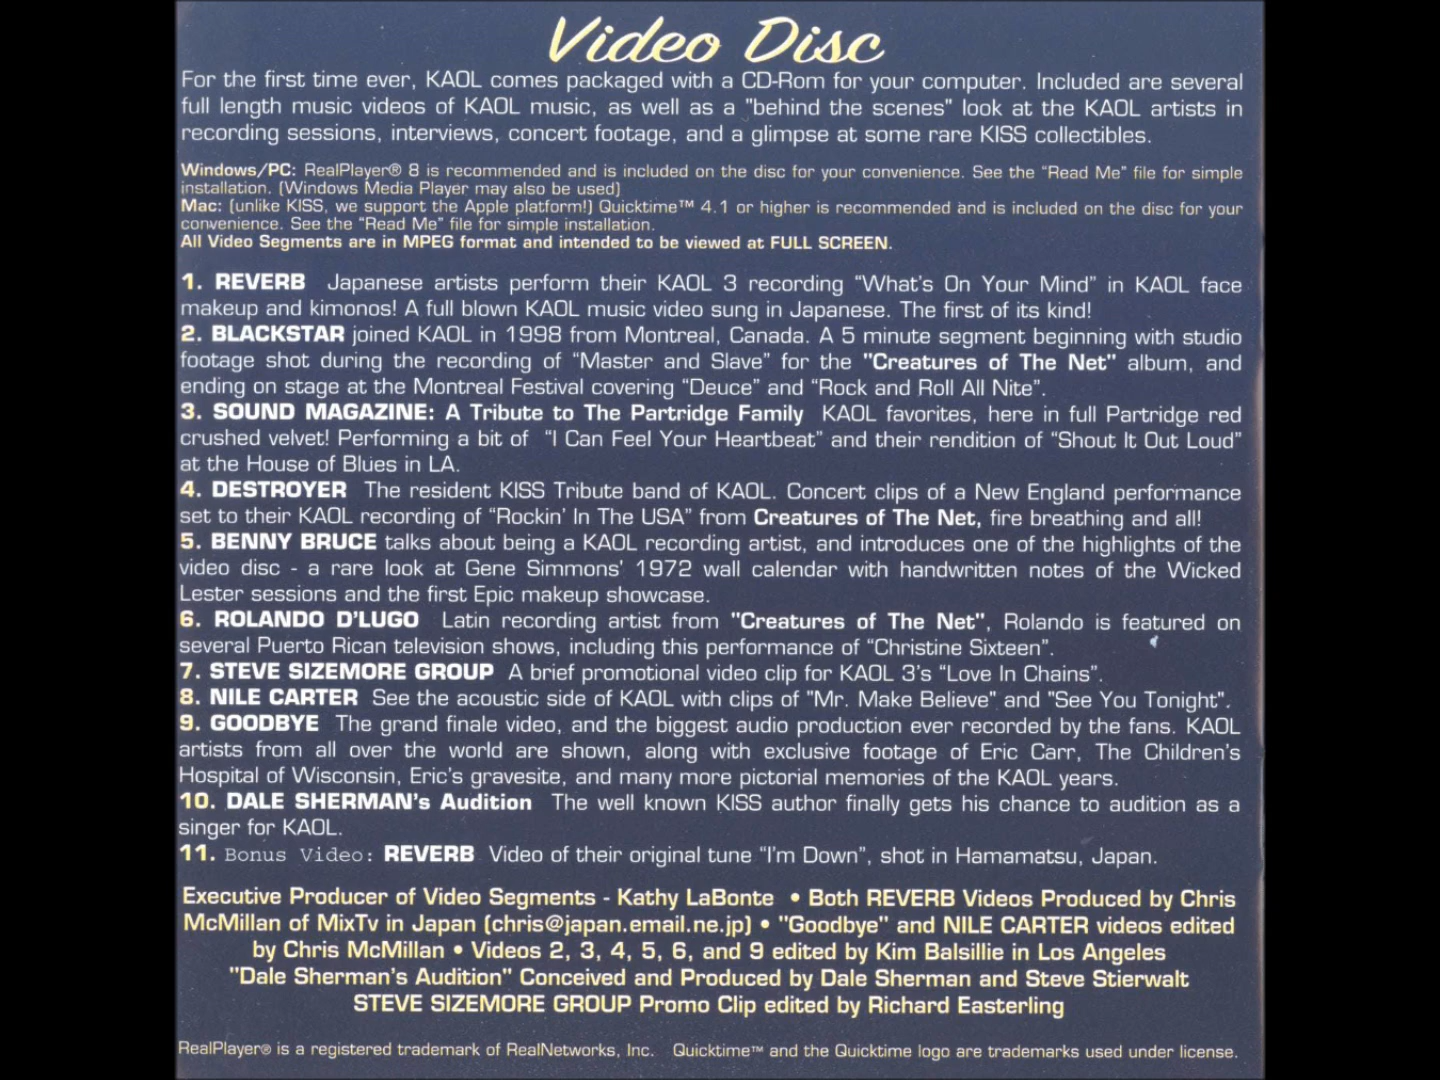 Video Disc
For the first time ever, KAOL comes packaged with a CD-Rom for your computer. Included are several
full length music videos of KAOL music, as well as a "behind the scenes" look at the KAOL artists in
recording sessions, interviews, concert footage, and a glimpse at some rare KISS collectibles.
Windows/PC: RealPlayer® 8 is recommended and is included on the disc for your convenience. See the “Read Me” file for simple
installation. (Windows Media Player may also be used)
Mac: (unlike KISS, we support the Apple platform!) Quicktime™ 4.1 or higher is recommended and is included on the disc for your
convenience. See the “Read Me” file for simple installation.
All Video Segments are in MPEG format and intended to be viewed at FULL SCREEN.
1. REVERB Japanese artists perform their KAOL 3 recording “What’s On Your Mind” in KAOL face
makeup and kimonos! A full blown KAOL music video sung in Japanese. The first of its kind!
2. BLACKSTAR joined KAOL in 1998 from Montreal, Canada. A 5 minute segment beginning with studio
footage shot during the recording of “Master and Slave” for the "Creatures of The Net" album, and
ending on stage at the Montreal Festival covering “Deuce” and “Rock and Roll All Nite”.
3. SOUND MAGAZINE: A Tribute to The Partridge Family KAOL favorites, here in full Partridge red
crushed velvet! Performing a bit of “I Can Feel Your Heartbeat” and their rendition of “Shout It Out Loud”
at the House of Blues in LA.
4. DESTROYER The resident KISS Tribute band of KAOL. Concert clips of a New England performance
set to their KAOL recording of “Rockin’ In The USA” from Creatures of The Net, fire breathing and all!
5. BENNY BRUCE talks about being a KAOL recording artist, and introduces one of the highlights of the
video disc - a rare look at Gene Simmons’ 1972 wall calendar with handwritten notes of the Wicked
Lester sessions and the first Epic makeup showcase.
6. ROLANDO D’LUGO Latin recording artist from "Creatures of The Net", Rolando is featured on
several Puerto Rican television shows, including this performance of “Christine Sixteen”.
7. STEVE SIZEMORE GROUP A brief promotional video clip for KAOL 3’s “Love In Chains”.
8. NILE CARTER See the acoustic side of KAOL with clips of "Mr. Make Believe" and "See You Tonight".
9. GOODBYE The grand finale video, and the biggest audio production ever recorded by the fans. KAOL
artists from all over the world are shown, along with exclusive footage of Eric Carr, The Children’s
Hospital of Wisconsin, Eric’s gravesite, and many more pictorial memories of the KAOL years.
10. DALE SHERMAN’s Audition The well known KISS author finally gets his chance to audition as a
singer for KAOL.
11. Bonus Video: REVERB Video of their original tune “I’m Down”, shot in Hamamatsu, Japan.
Executive Producer of Video Segments - Kathy LaBonte • Both REVERB Videos Produced by Chris
McMillan of MixTv in Japan (chris@japan.email.ne.jp) • "Goodbye" and NILE CARTER videos edited
by Chris McMillan • Videos 2, 3, 4, 5, 6, and 9 edited by Kim Balsillie in Los Angeles
"Dale Sherman’s Audition" Conceived and Produced by Dale Sherman and Steve Stierwalt
STEVE SIZEMORE GROUP Promo Clip edited by Richard Easterling
RealPlayer® is a registered trademark of RealNetworks, Inc. Quicktime™ and the Quicktime logo are trademarks used under license.